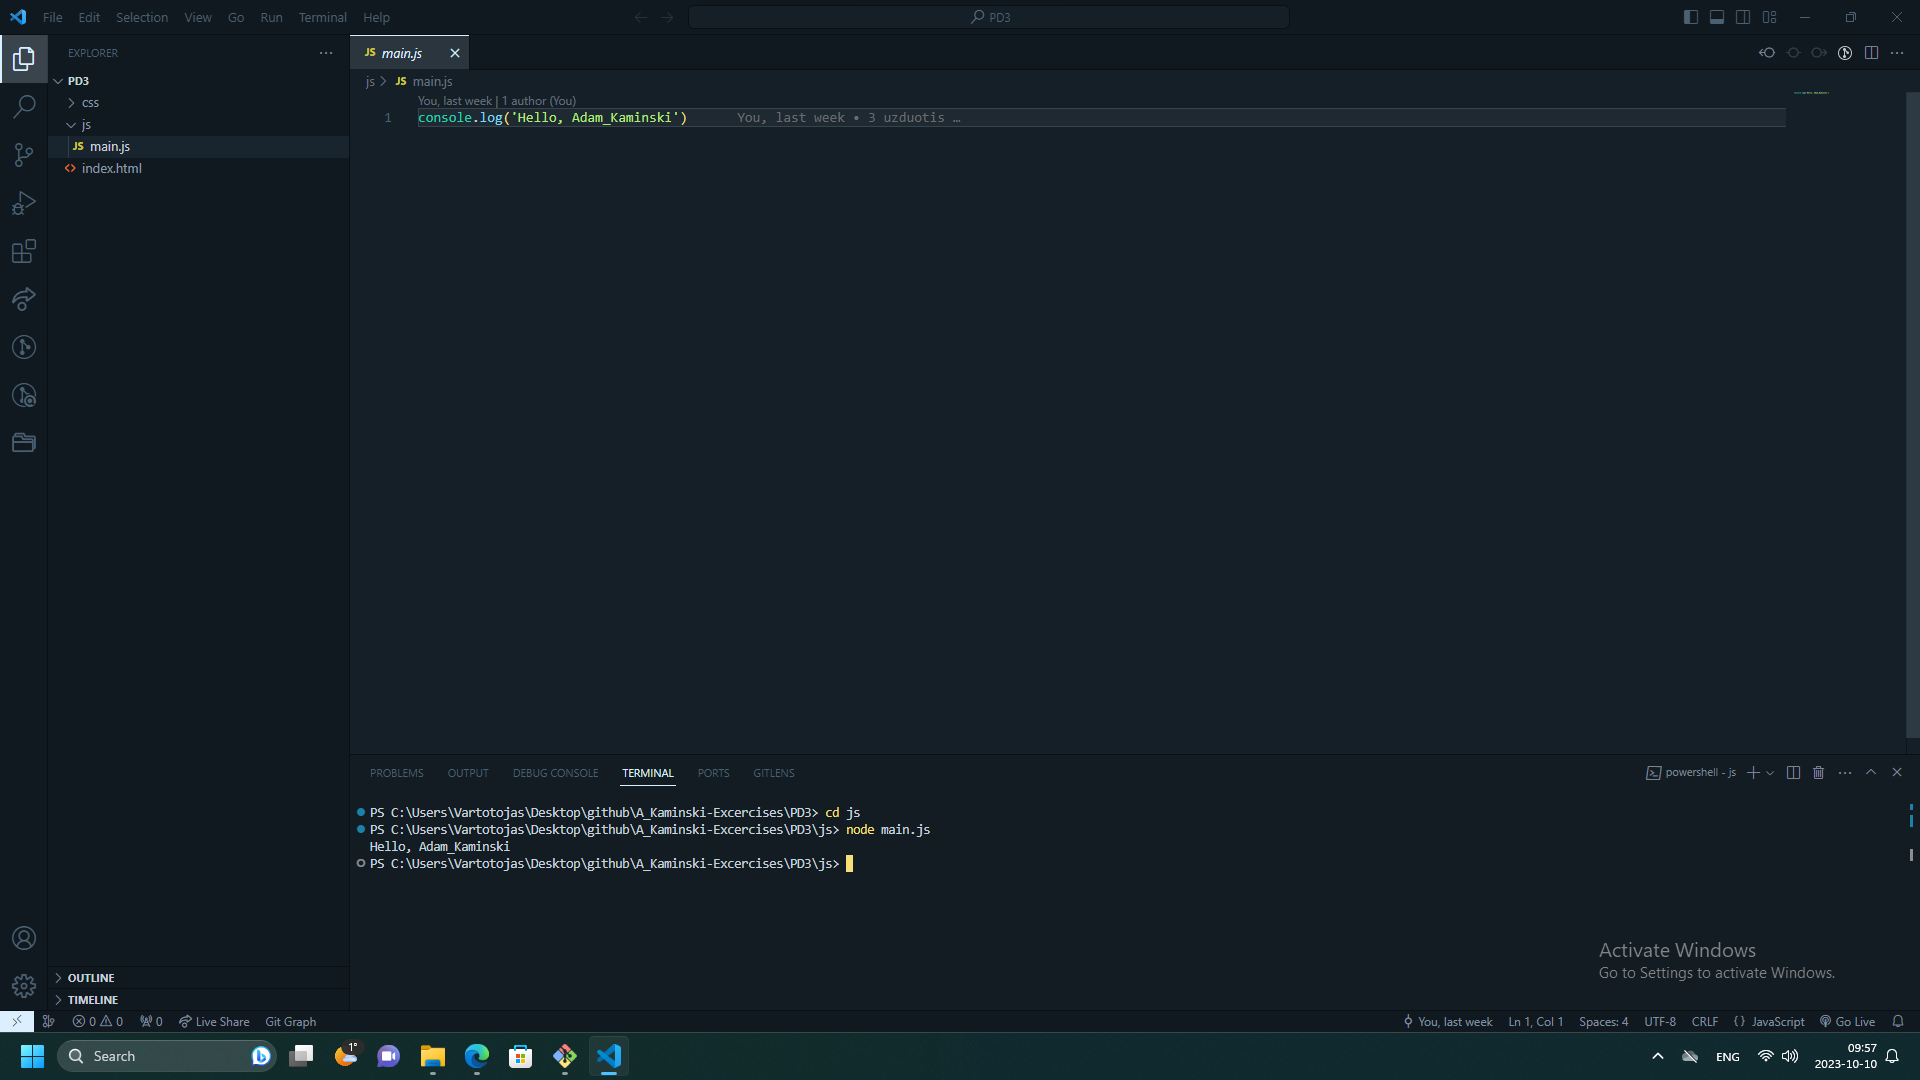 File Edit Selection View Go Run Terminal Help
PD3
EXPLORER
JS main.js
PD3
js > JS main.js
css
You, last week | 1 author (You)
js
1 console.log('Hello, Adam_Kaminski') You, last week • 3 uzduotis …
JS main.js
index.html
PROBLEMS OUTPUT DEBUG CONSOLE TERMINAL PORTS GITLENS
powershell - js
PS C:\Users\Vartotojas\Desktop\github\A_Kaminski-Excercises\PD3> cd js
PS C:\Users\Vartotojas\Desktop\github\A_Kaminski-Excercises\PD3\js> node main.js
Hello, Adam_Kaminski
PS C:\Users\Vartotojas\Desktop\github\A_Kaminski-Excercises\PD3\js>
Activate Windows
Go to Settings to activate Windows.
OUTLINE
TIMELINE
0 0 0 Live Share Git Graph
You, last week Ln 1, Col 1 Spaces: 4 UTF-8 CRLF {} JavaScript Go Live
Search
1°
ENG
09:57
2023-10-10